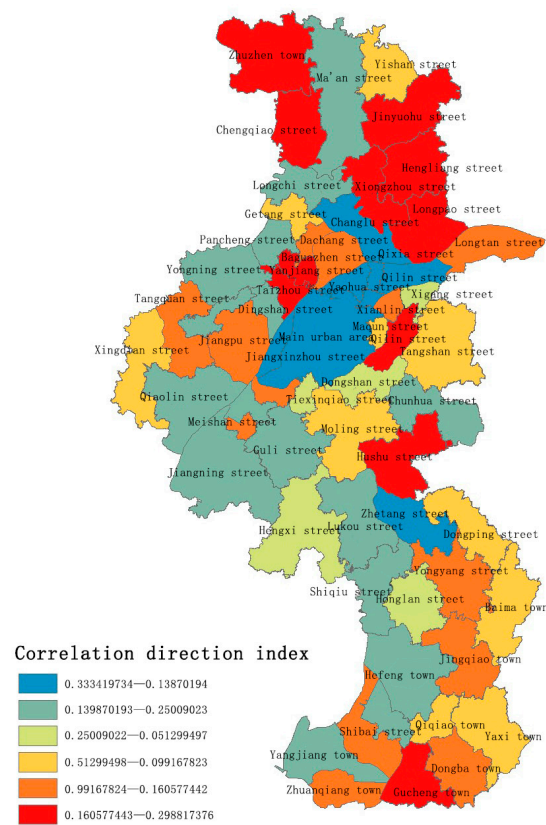 Zhuzhen town
Ma'an street
Yishan street
Jinyuohu street
Chengqiao street
Hengliung street
Longchi street
Xiongzhou street
Getang street
Longpao street
Changlu street
Pancheng street
Dachang street
Longtan street
Baguazhen street
Qixia street
Yongning street
Yanjiang street
Qilin street
Taizhou street
Yaohua street
Tangquan street
Xigang street
Dingshan street
Xianlin street
Maqun street
Jiangpu street
Main urban area
Qilin street
Xingdian street
Jiangxinzhou street
Tangshan street
Dongshan street
Qiaolin street
Tiexinqiao street
Chunhua street
Meishan street
Moling street
Guli street
Hushu street
Jiangning street
Zhetang street
Hengxi street
Lukou street
Dongping street
Yongyang street
Shiqiu street
Honglan street
Baima town
Jingqiao town
Hefeng town
Qiqiao town
Shibai street
Yaxi town
Yangjiang town
Dongba town
Zhuanqiang town
Gucheng town
Correlation direction index
0.333419734—0.13870194
0.139870193—0.25009023
0.25009022—0.051299497
0.51299498—0.099167823
0.99167824—0.160577442
0.160577443—0.298817376